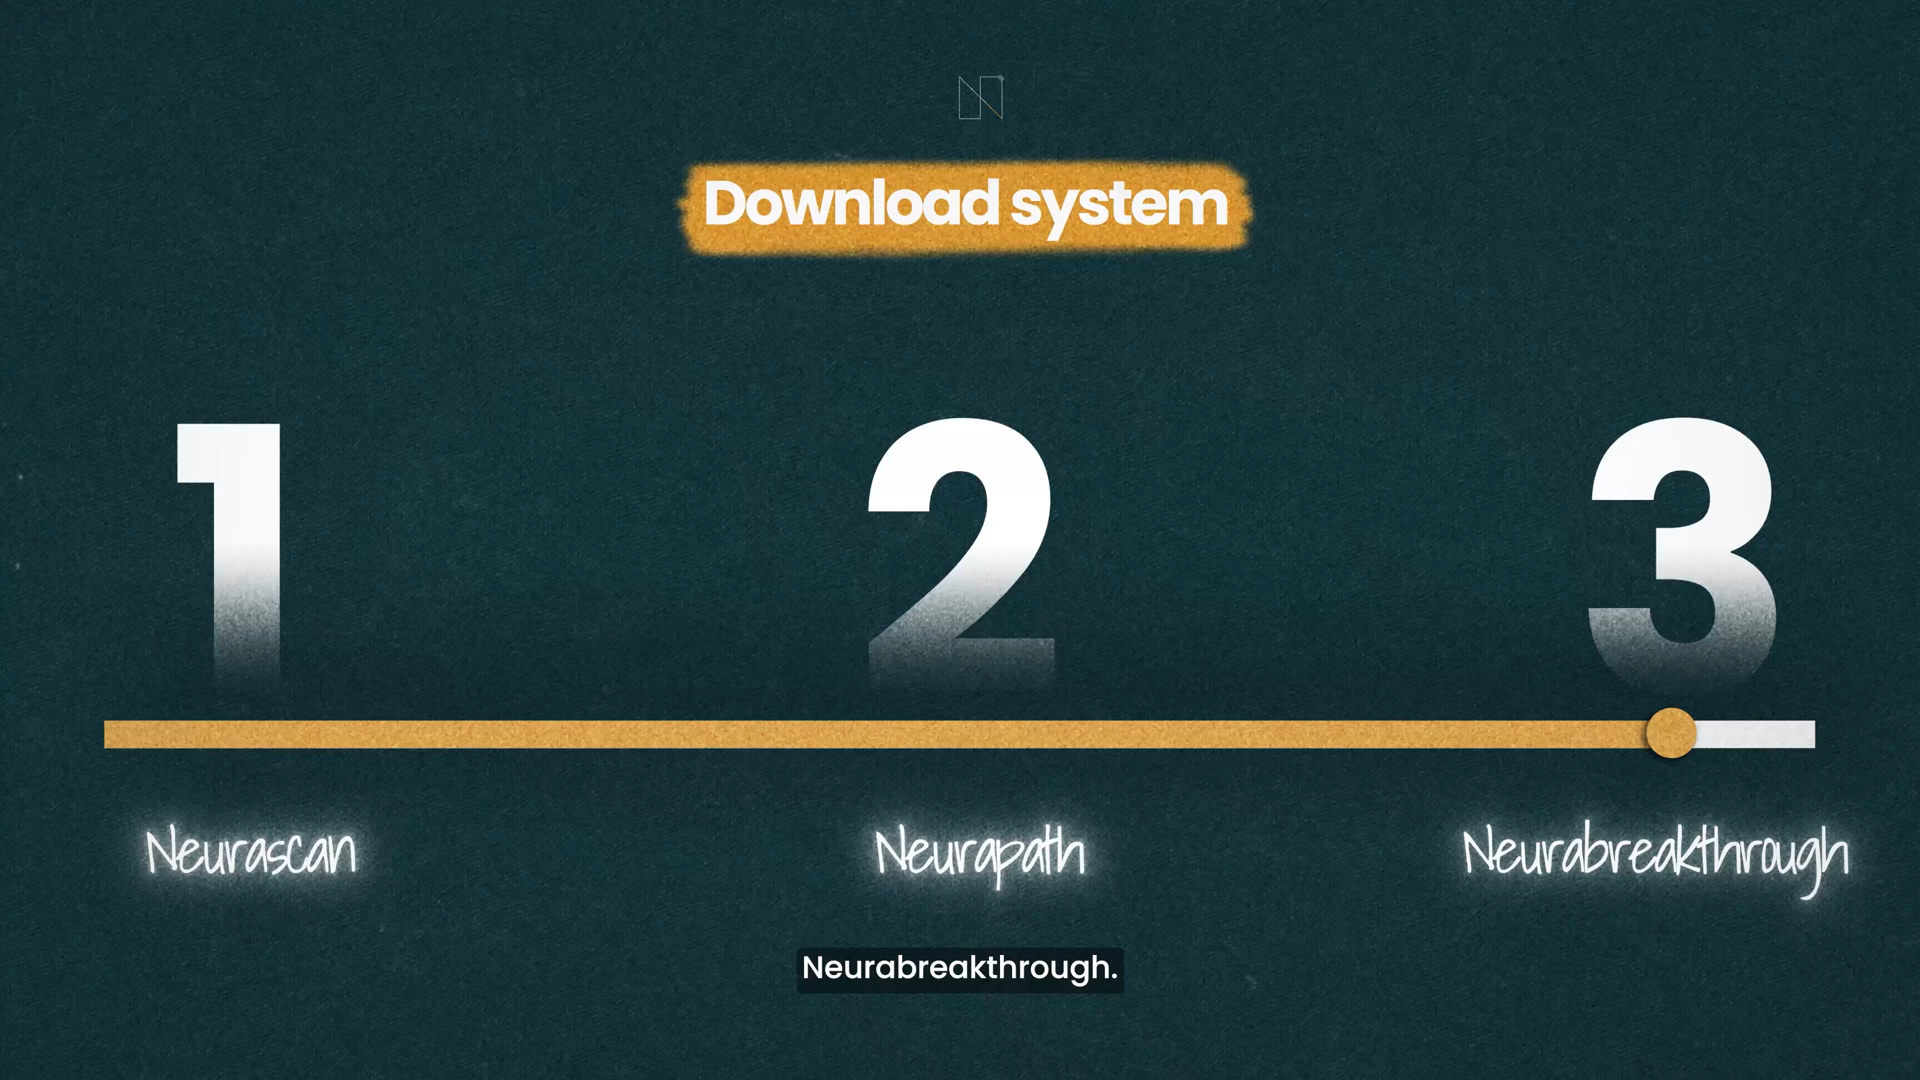 Download system
1
2
3
Neurascan
Neurapath
Neurabreakthrough
Neurabreakthrough.